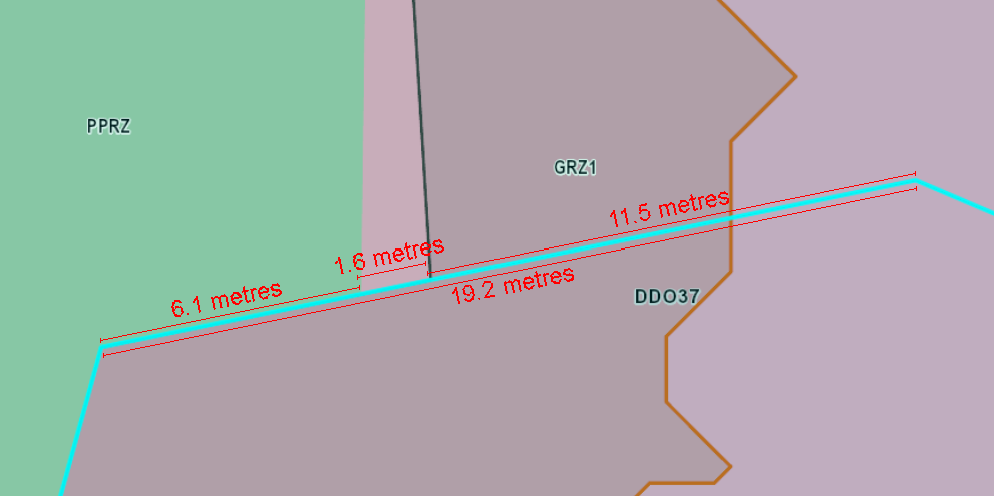 PPRZ
GRZ1
11.5 metres
1.6 metres
6.1 metres
19.2 metres
DDO37